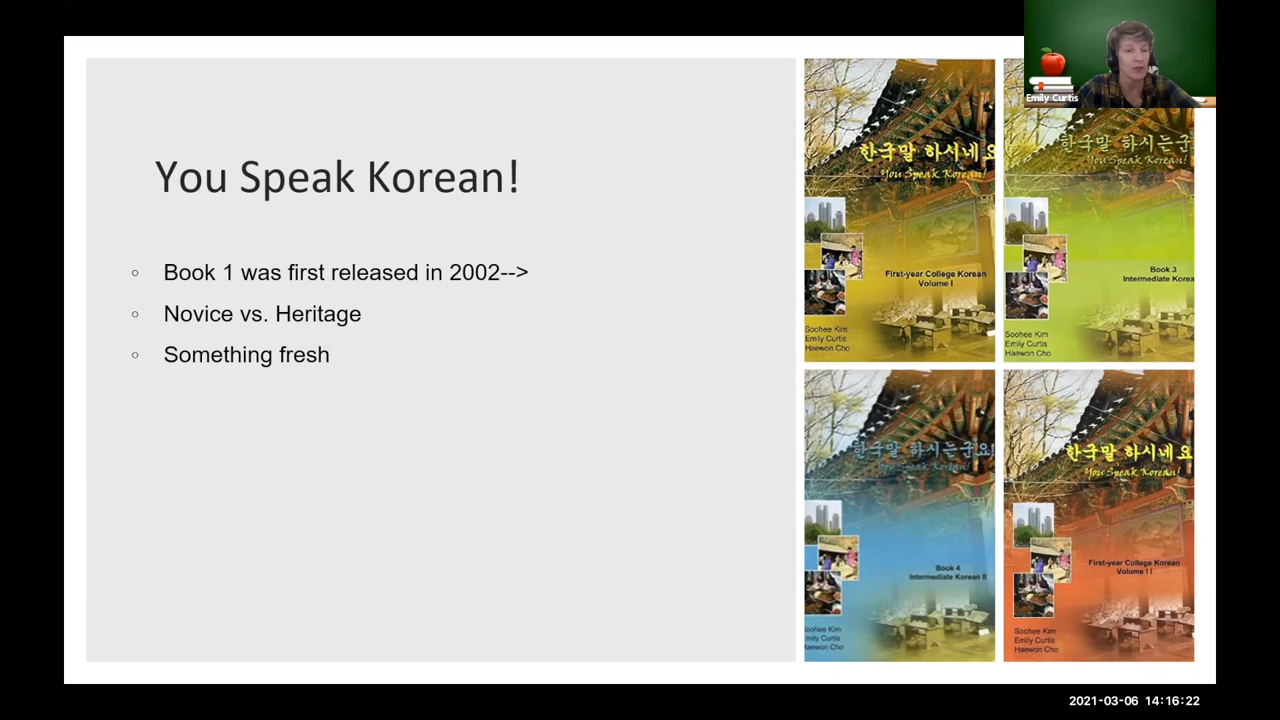 You Speak Korean!
Book 1 was first released in 2002-->
Novice vs. Heritage
Something fresh
한국말 하시네요
You Speak Korean!
First-year College Korean
Volume I
Soohee Kim
Emily Curtis
Haewon Cho
Emily Curtis
한국말 하시는군
You Speak Korean!
Book 3
Intermediate Korea
Soohee Kim
Emily Curtis
Haewon Cho
한국말 하시는군요!
You Speak Korean!
Book 4
Intermediate Korean II
Soohee Kim
Emily Curtis
Haewon Cho
한국말 하시네요
You Speak Korean!
First-year College Korean
Volume I I
Soohee Kim
Emily Curtis
Haewon Cho
2021-03-06 14:16:22